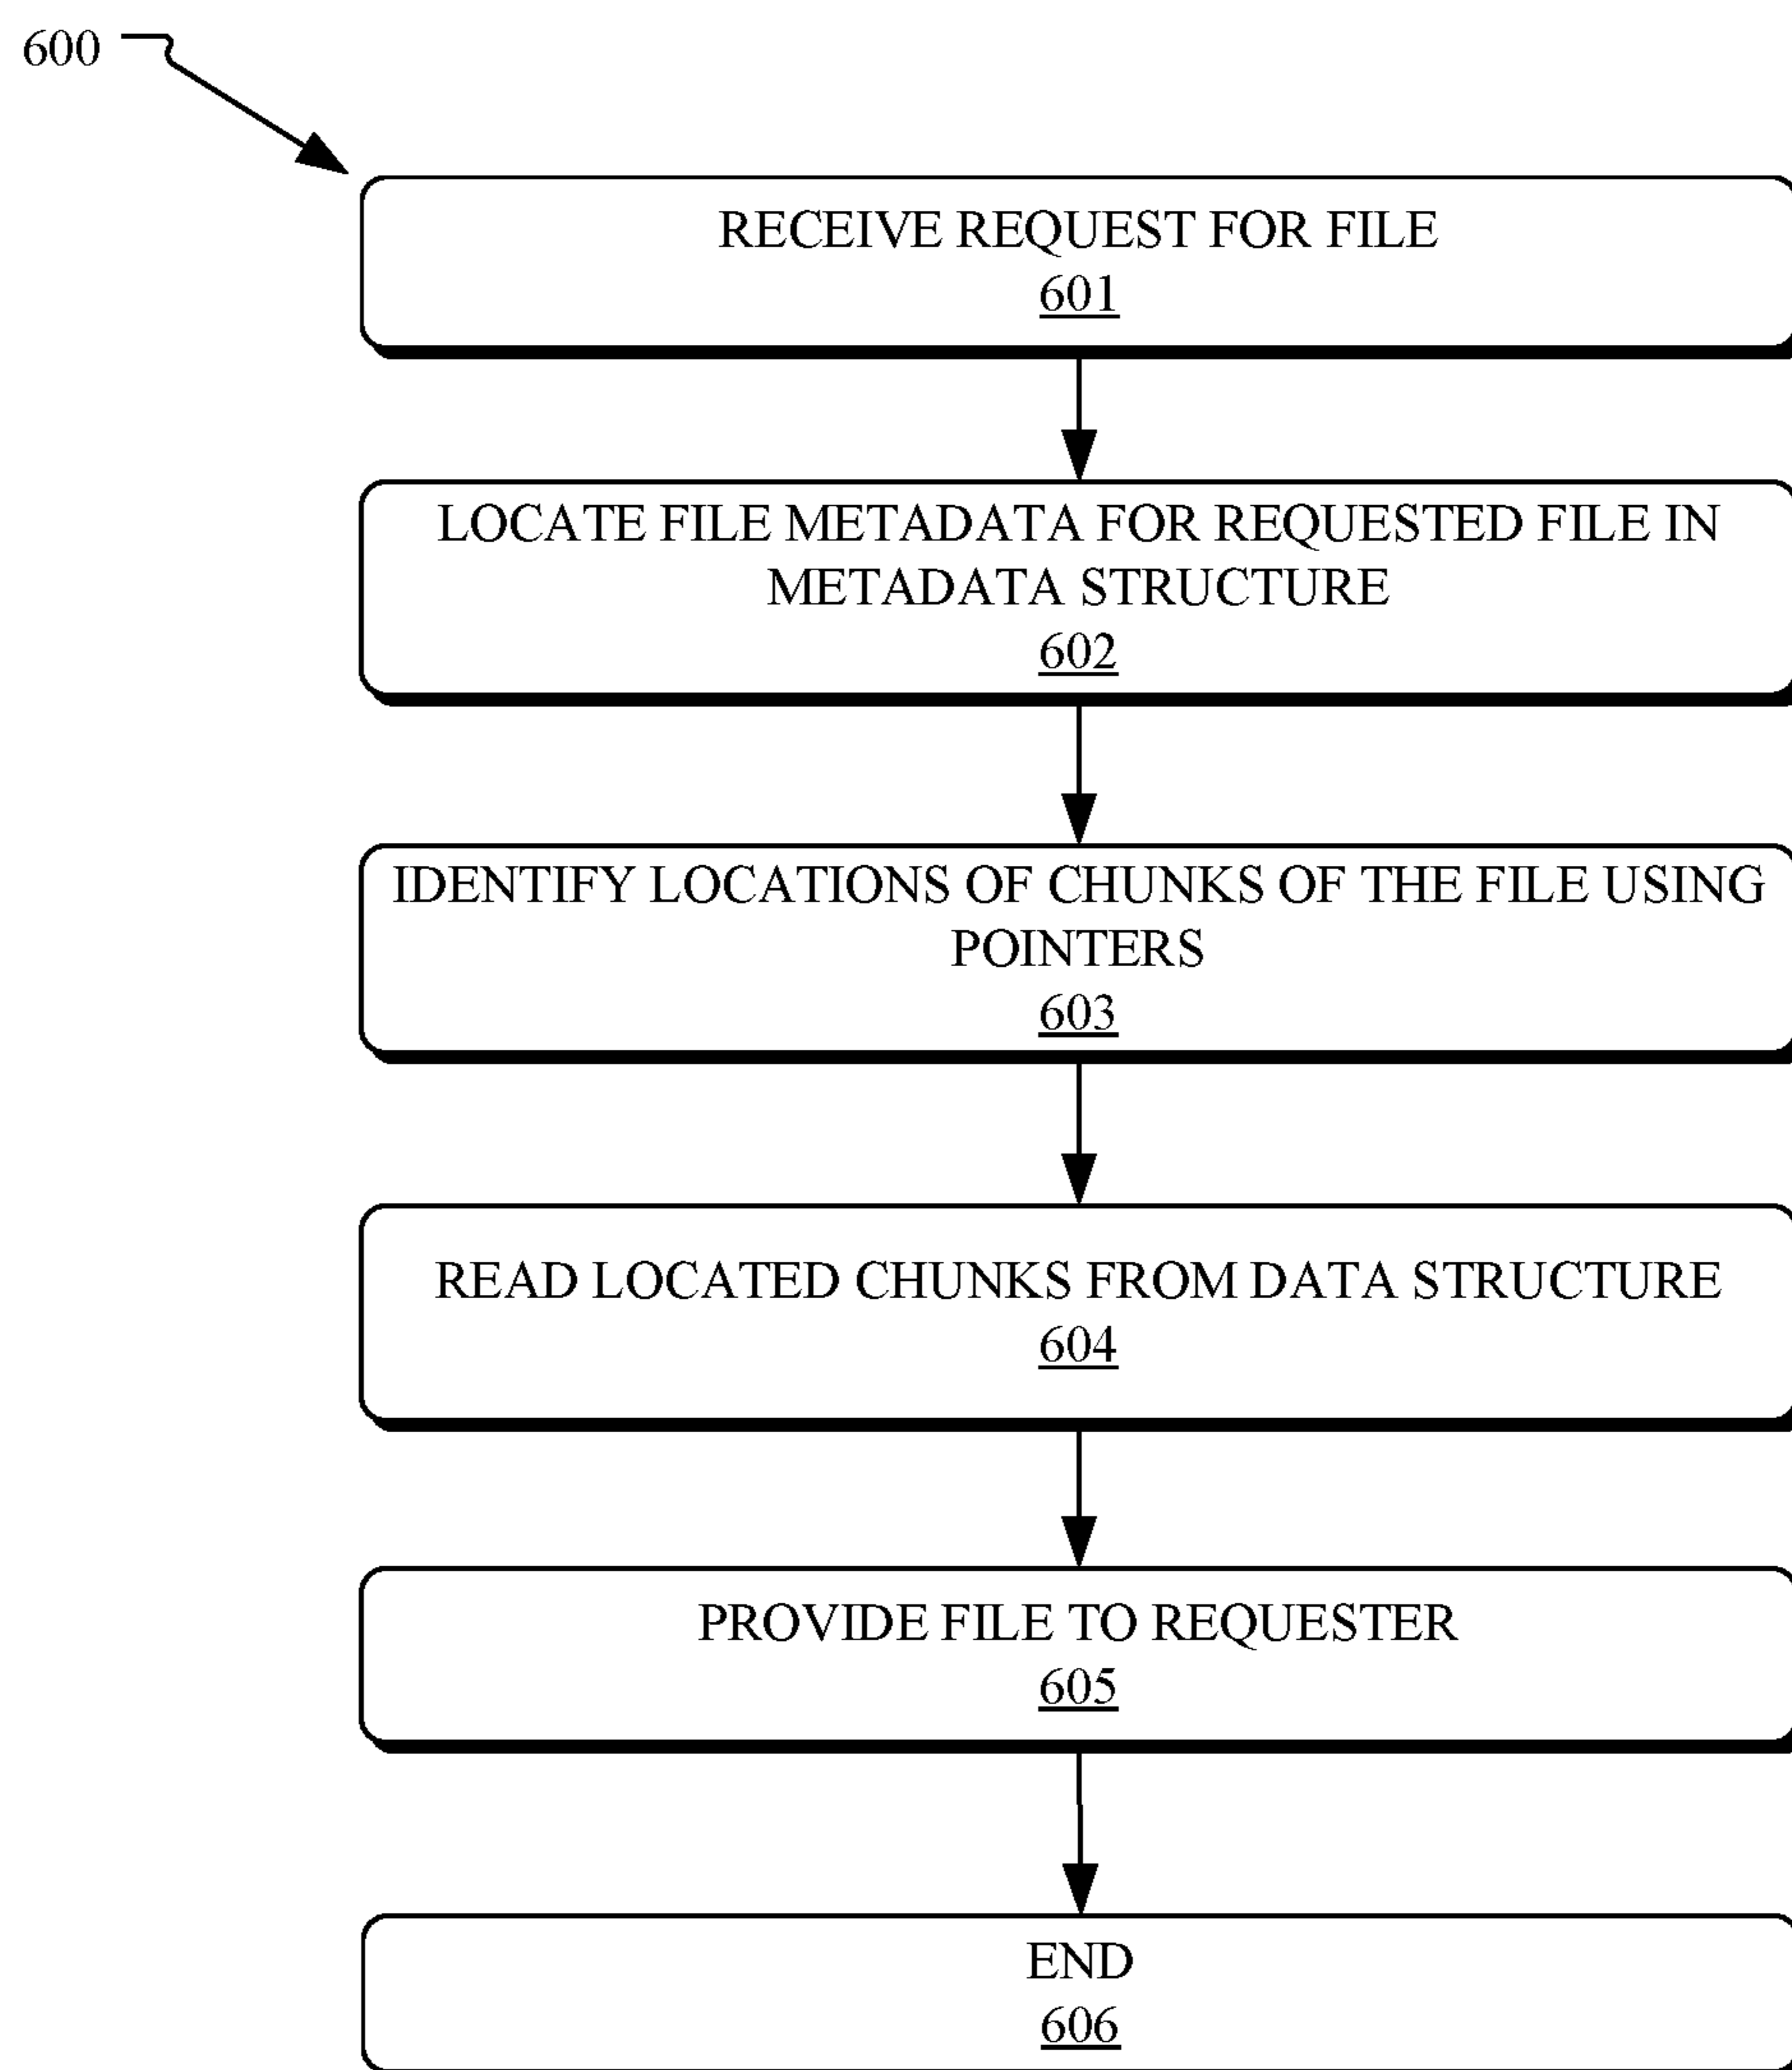 600
RECEIVE REQUEST FOR FILE
601
LOCATE FILE METADATA FOR REQUESTED FILE IN
METADATA STRUCTURE
602
IDENTIFY LOCATIONS OF CHUNKS OF THE FILE USING
POINTERS
603
READ LOCATED CHUNKS FROM DATA STRUCTURE
604
PROVIDE FILE TO REQUESTER
605
END
606